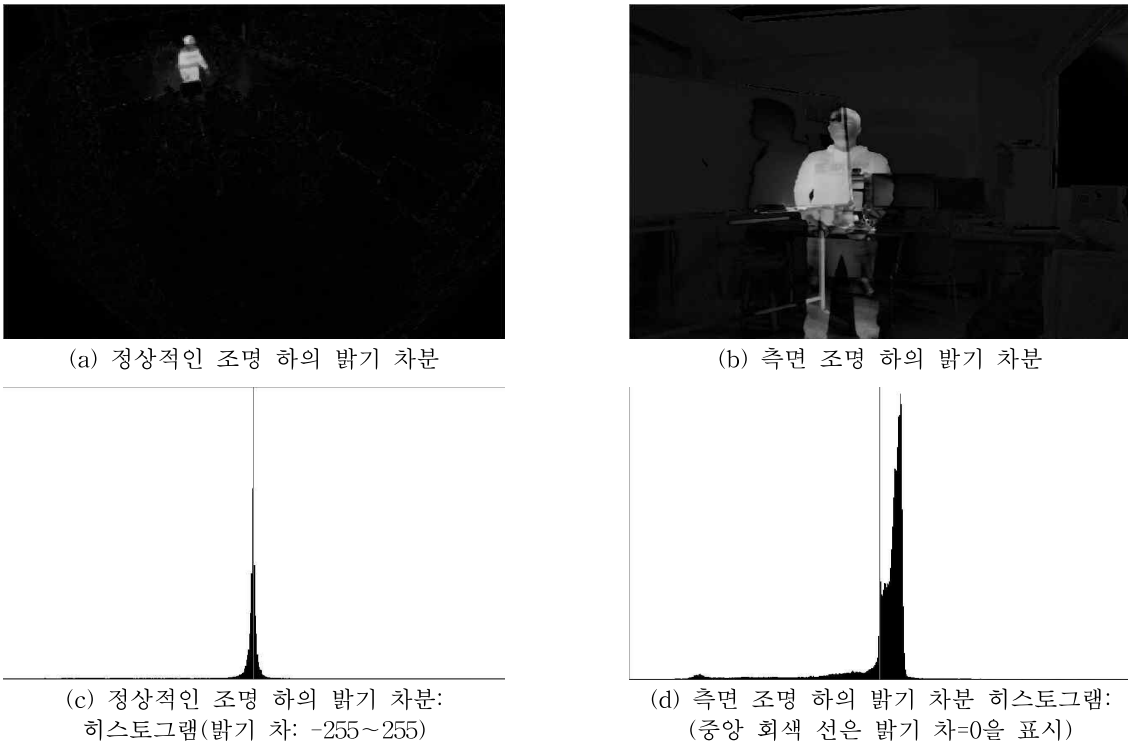 (a) 정상적인 조명 하의 밝기 차분
(b) 측면 조명 하의 밝기 차분
(c) 정상적인 조명 하의 밝기 차분:
히스토그램(밝기 차: -255~255)
(d) 측면 조명 하의 밝기 차분 히스토그램:
(중앙 회색 선은 밝기 차=0을 표시)